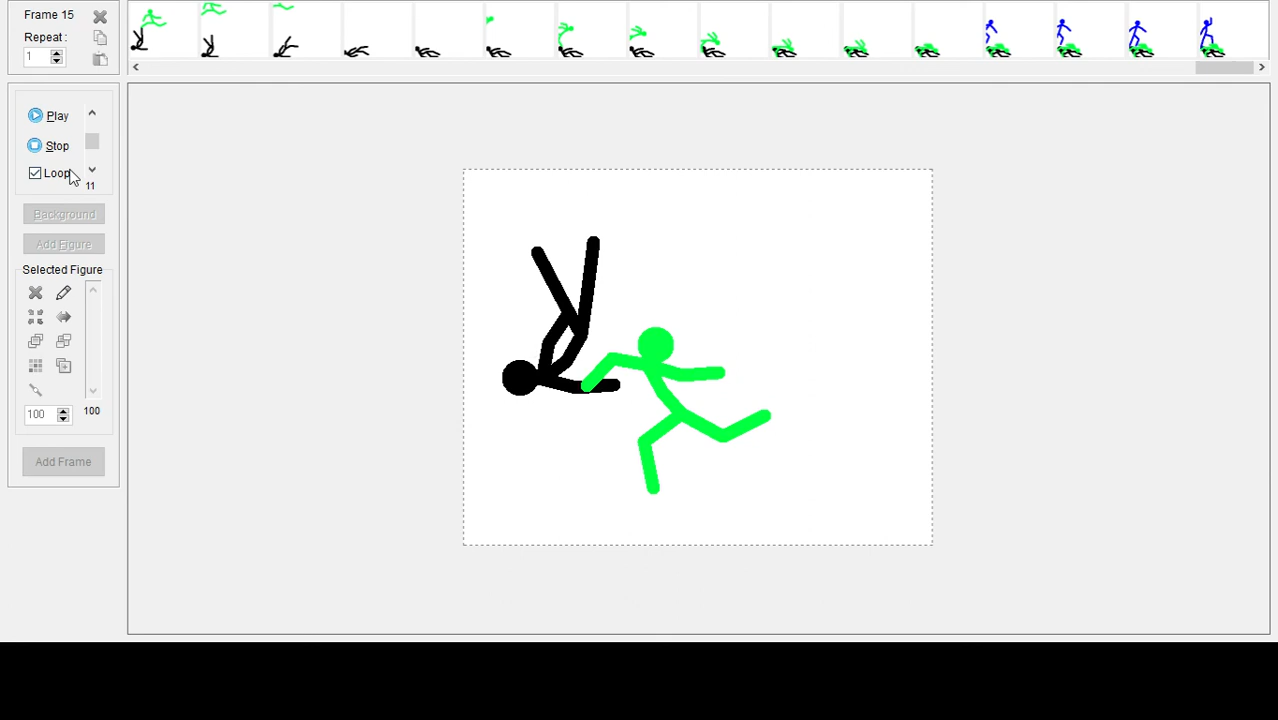 Frame 15
Repeat :
1
Play
Stop
Loop
11
Background
Add Figure
Selected Figure
100
100
Add Frame